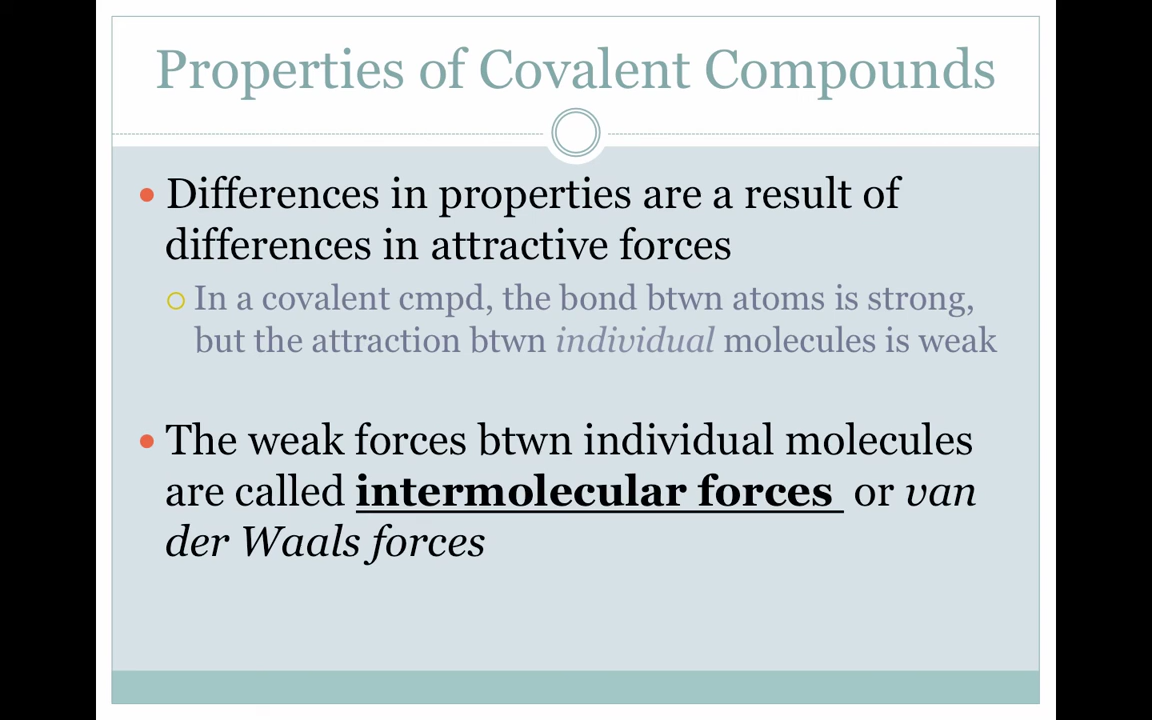 Properties of Covalent Compounds
Differences in properties are a result of
differences in attractive forces
In a covalent cmpd, the bond btwn atoms is strong,
but the attraction btwn individual molecules is weak
The weak forces btwn individual molecules
are called intermolecular forces or van
der Waals forces